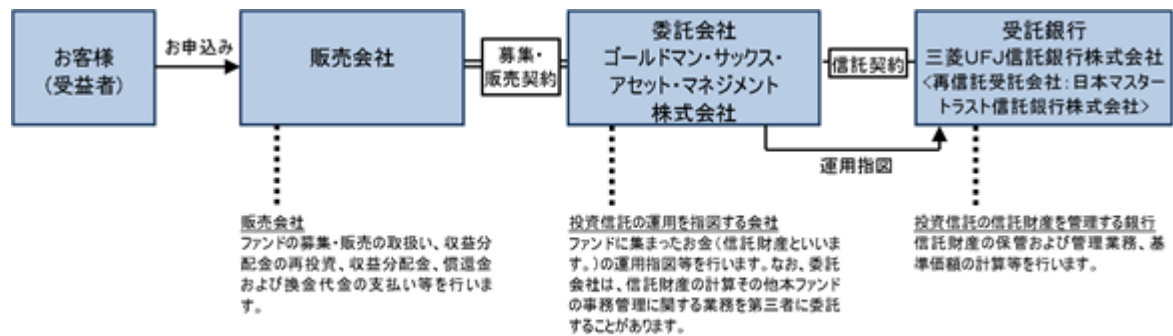 お客様
(受益者)
お申込み
販売会社
募集・
販売契約
委託会社
ゴールドマン・サックス・
アセット・マネジメント
株式会社
信託契約
受託銀行
三菱UFJ信託銀行株式会社
<再信託受託会社:日本マスター
トラスト信託銀行株式会社>
運用指図
販売会社
ファンドの募集・販売の取扱い、収益分
配金の再投資、収益分配金、償還金
および換金代金の支払い等を行いま
す。
投資信託の運用を指図する会社
ファンドに集まったお金(信託財産といいま
す。)の運用指図等を行います。なお、委託
会社は、信託財産の計算その他本ファンド
の事務管理に関する業務を第三者に委託
することがあります。
投資信託の信託財産を管理する銀行
信託財産の保管および管理業務、基
準価額の計算等を行います。